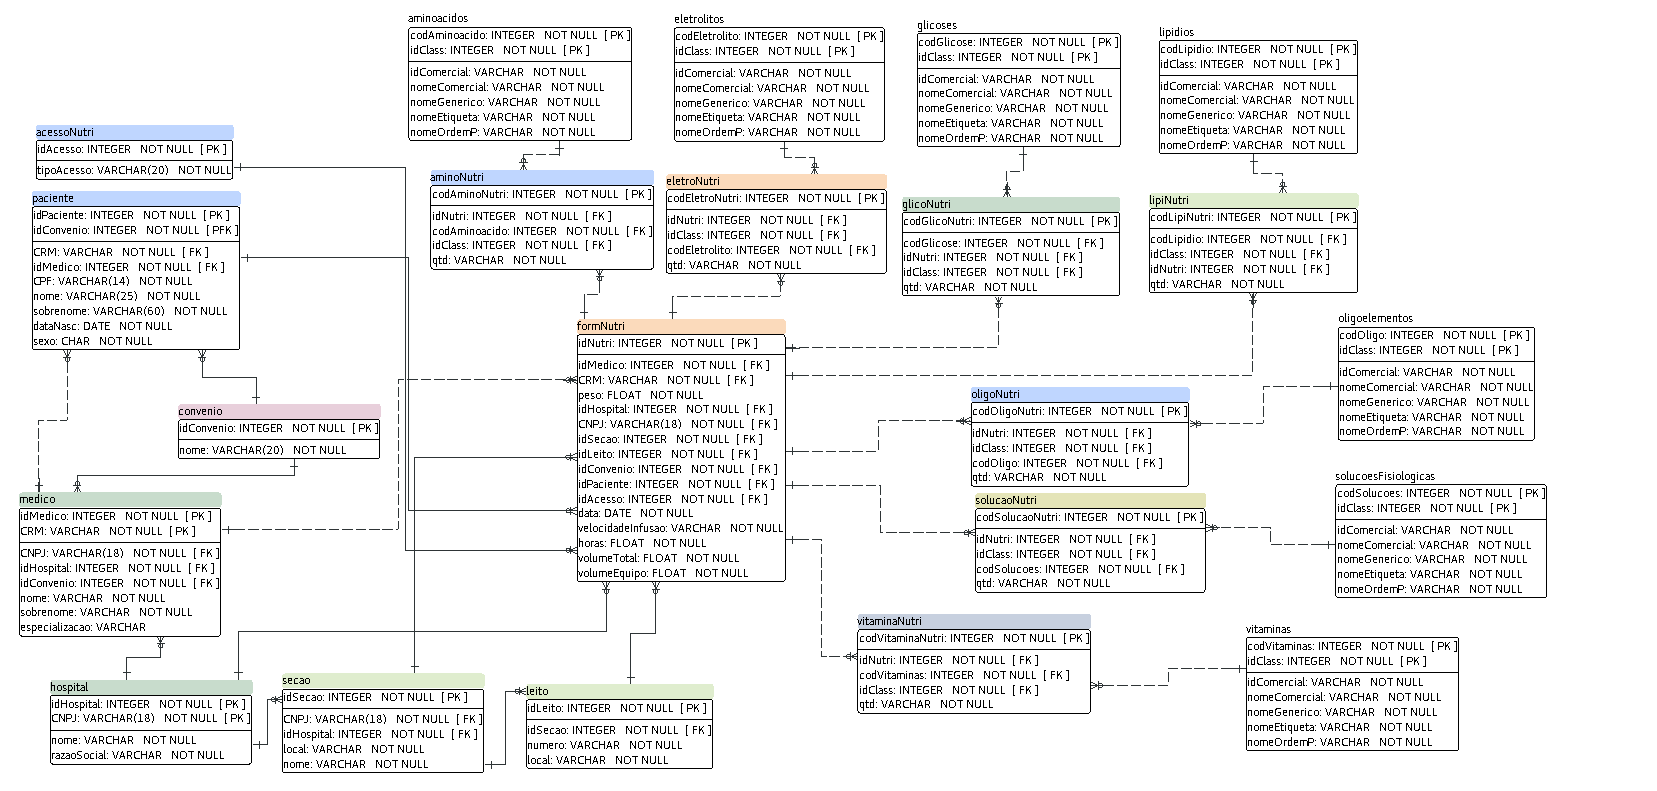 aminoacidos
codAminoacido: INTEGER NOT NULL [ PK ]
idClass: INTEGER NOT NULL [ PK ]
idComercial: VARCHAR NOT NULL
nomeComercial: VARCHAR NOT NULL
nomeGenerico: VARCHAR NOT NULL
nomeEtiqueta: VARCHAR NOT NULL
nomeOrdemP: VARCHAR NOT NULL
eletrolitos
codEletrolito: INTEGER NOT NULL [ PK ]
idClass: INTEGER NOT NULL [ PK ]
idComercial: VARCHAR NOT NULL
nomeComercial: VARCHAR NOT NULL
nomeGenerico: VARCHAR NOT NULL
nomeEtiqueta: VARCHAR NOT NULL
nomeOrdemP: VARCHAR NOT NULL
glicoses
codGlicose: INTEGER NOT NULL [ PK ]
idClass: INTEGER NOT NULL [ PK ]
idComercial: VARCHAR NOT NULL
nomeComercial: VARCHAR NOT NULL
nomeGenerico: VARCHAR NOT NULL
nomeEtiqueta: VARCHAR NOT NULL
nomeOrdemP: VARCHAR NOT NULL
lipidios
codLipidio: INTEGER NOT NULL [ PK ]
idClass: INTEGER NOT NULL [ PK ]
idComercial: VARCHAR NOT NULL
nomeComercial: VARCHAR NOT NULL
nomeGenerico: VARCHAR NOT NULL
nomeEtiqueta: VARCHAR NOT NULL
nomeOrdemP: VARCHAR NOT NULL
acessoNutri
idAcesso: INTEGER NOT NULL [ PK ]
tipoAcesso: VARCHAR(20) NOT NULL
paciente
idPaciente: INTEGER NOT NULL [ PK ]
idConvenio: INTEGER NOT NULL [ PFK ]
CRM: VARCHAR NOT NULL [ FK ]
idMedico: INTEGER NOT NULL [ FK ]
CPF: VARCHAR(14) NOT NULL
nome: VARCHAR(25) NOT NULL
sobrenome: VARCHAR(60) NOT NULL
dataNasc: DATE NOT NULL
sexo: CHAR NOT NULL
aminoNutri
codAminoNutri: INTEGER NOT NULL [ PK ]
idNutri: INTEGER NOT NULL [ FK ]
codAminoacido: INTEGER NOT NULL [ FK ]
idClass: INTEGER NOT NULL [ FK ]
qtd: VARCHAR NOT NULL
eletroNutri
codEletroNutri: INTEGER NOT NULL [ PK ]
idNutri: INTEGER NOT NULL [ FK ]
idClass: INTEGER NOT NULL [ FK ]
codEletrolito: INTEGER NOT NULL [ FK ]
qtd: VARCHAR NOT NULL
glicoNutri
codGlicoNutri: INTEGER NOT NULL [ PK ]
codGlicose: INTEGER NOT NULL [ FK ]
idNutri: INTEGER NOT NULL [ FK ]
idClass: INTEGER NOT NULL [ FK ]
qtd: VARCHAR NOT NULL
lipiNutri
codLipiNutri: INTEGER NOT NULL [ PK ]
codLipidio: INTEGER NOT NULL [ FK ]
idClass: INTEGER NOT NULL [ FK ]
idNutri: INTEGER NOT NULL [ FK ]
qtd: VARCHAR NOT NULL
formNutri
idNutri: INTEGER NOT NULL [ PK ]
idMedico: INTEGER NOT NULL [ FK ]
CRM: VARCHAR NOT NULL [ FK ]
peso: FLOAT NOT NULL
idHospital: INTEGER NOT NULL [ FK ]
CNPJ: VARCHAR(18) NOT NULL [ FK ]
idSecao: INTEGER NOT NULL [ FK ]
idLeito: INTEGER NOT NULL [ FK ]
idConvenio: INTEGER NOT NULL [ FK ]
idPaciente: INTEGER NOT NULL [ FK ]
idAcesso: INTEGER NOT NULL [ FK ]
data: DATE NOT NULL
velocidadeInfusao: VARCHAR NOT NULL
horas: FLOAT NOT NULL
volumeTotal: FLOAT NOT NULL
volumeEquipo: FLOAT NOT NULL
oligoelementos
codOligo: INTEGER NOT NULL [ PK ]
idClass: INTEGER NOT NULL [ PK ]
idComercial: VARCHAR NOT NULL
nomeComercial: VARCHAR NOT NULL
nomeGenerico: VARCHAR NOT NULL
nomeEtiqueta: VARCHAR NOT NULL
nomeOrdemP: VARCHAR NOT NULL
oligoNutri
codOligoNutri: INTEGER NOT NULL [ PK ]
idNutri: INTEGER NOT NULL [ FK ]
idClass: INTEGER NOT NULL [ FK ]
codOligo: INTEGER NOT NULL [ FK ]
qtd: VARCHAR NOT NULL
convenio
idConvenio: INTEGER NOT NULL [ PK ]
nome: VARCHAR(20) NOT NULL
solucoesFisiologicas
codSolucoes: INTEGER NOT NULL [ PK ]
idClass: INTEGER NOT NULL [ PK ]
idComercial: VARCHAR NOT NULL
nomeComercial: VARCHAR NOT NULL
nomeGenerico: VARCHAR NOT NULL
nomeEtiqueta: VARCHAR NOT NULL
nomeOrdemP: VARCHAR NOT NULL
solucaoNutri
codSolucaoNutri: INTEGER NOT NULL [ PK ]
idNutri: INTEGER NOT NULL [ FK ]
idClass: INTEGER NOT NULL [ FK ]
codSolucoes: INTEGER NOT NULL [ FK ]
qtd: VARCHAR NOT NULL
medico
idMedico: INTEGER NOT NULL [ PK ]
CRM: VARCHAR NOT NULL [ PK ]
CNPJ: VARCHAR(18) NOT NULL [ FK ]
idHospital: INTEGER NOT NULL [ FK ]
idConvenio: INTEGER NOT NULL [ FK ]
nome: VARCHAR NOT NULL
sobrenome: VARCHAR NOT NULL
especializacao: VARCHAR
vitaminaNutri
codVitaminaNutri: INTEGER NOT NULL [ PK ]
idNutri: INTEGER NOT NULL [ FK ]
codVitaminas: INTEGER NOT NULL [ FK ]
idClass: INTEGER NOT NULL [ FK ]
qtd: VARCHAR NOT NULL
vitaminas
codVitaminas: INTEGER NOT NULL [ PK ]
idClass: INTEGER NOT NULL [ PK ]
idComercial: VARCHAR NOT NULL
nomeComercial: VARCHAR NOT NULL
nomeGenerico: VARCHAR NOT NULL
nomeEtiqueta: VARCHAR NOT NULL
nomeOrdemP: VARCHAR NOT NULL
hospital
idHospital: INTEGER NOT NULL [ PK ]
CNPJ: VARCHAR(18) NOT NULL [ PK ]
nome: VARCHAR NOT NULL
razaoSocial: VARCHAR NOT NULL
secao
idSecao: INTEGER NOT NULL [ PK ]
CNPJ: VARCHAR(18) NOT NULL [ FK ]
idHospital: INTEGER NOT NULL [ FK ]
local: VARCHAR NOT NULL
nome: VARCHAR NOT NULL
leito
idLeito: INTEGER NOT NULL [ PK ]
idSecao: INTEGER NOT NULL [ FK ]
numero: VARCHAR NOT NULL
local: VARCHAR NOT NULL